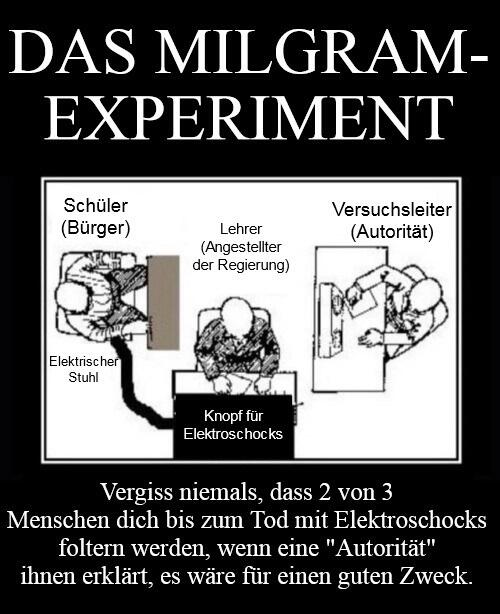 DAS MILGRAM-
EXPERIMENT
Schüler
(Bürger)
Lehrer
(Angestellter
der Regierung)
Versuchsleiter
(Autorität)
Elektrischer
Stuhl
Knopf für
Elektroschocks
Vergiss niemals, dass 2 von 3
Menschen dich bis zum Tod mit Elektroschocks
foltern werden, wenn eine "Autorität"
ihnen erklärt, es wäre für einen guten Zweck.